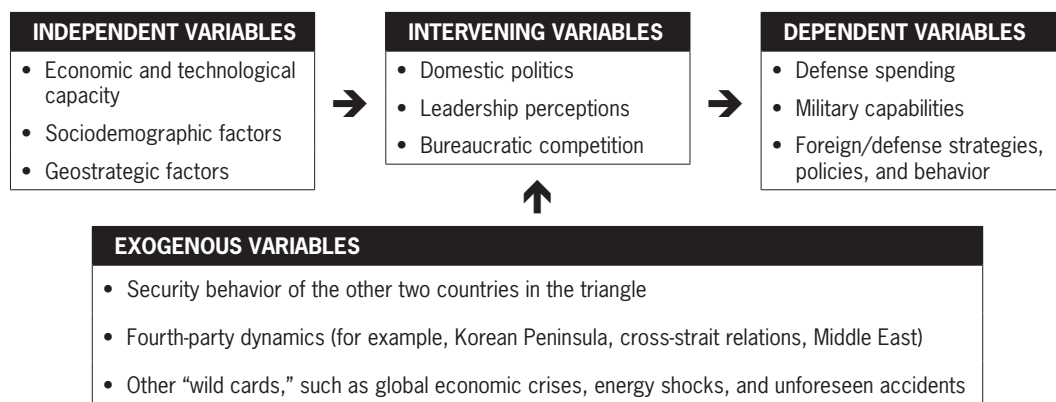 INDEPENDENT VARIABLES
• Economic and technological
capacity
• Sociodemographic factors
• Geostrategic factors
INTERVENING VARIABLES
• Domestic politics
• Leadership perceptions
• Bureaucratic competition
DEPENDENT VARIABLES
• Defense spending
• Military capabilities
• Foreign/defense strategies,
policies, and behavior
EXOGENOUS VARIABLES
• Security behavior of the other two countries in the triangle
• Fourth-party dynamics (for example, Korean Peninsula, cross-strait relations, Middle East)
• Other “wild cards,” such as global economic crises, energy shocks, and unforeseen accidents